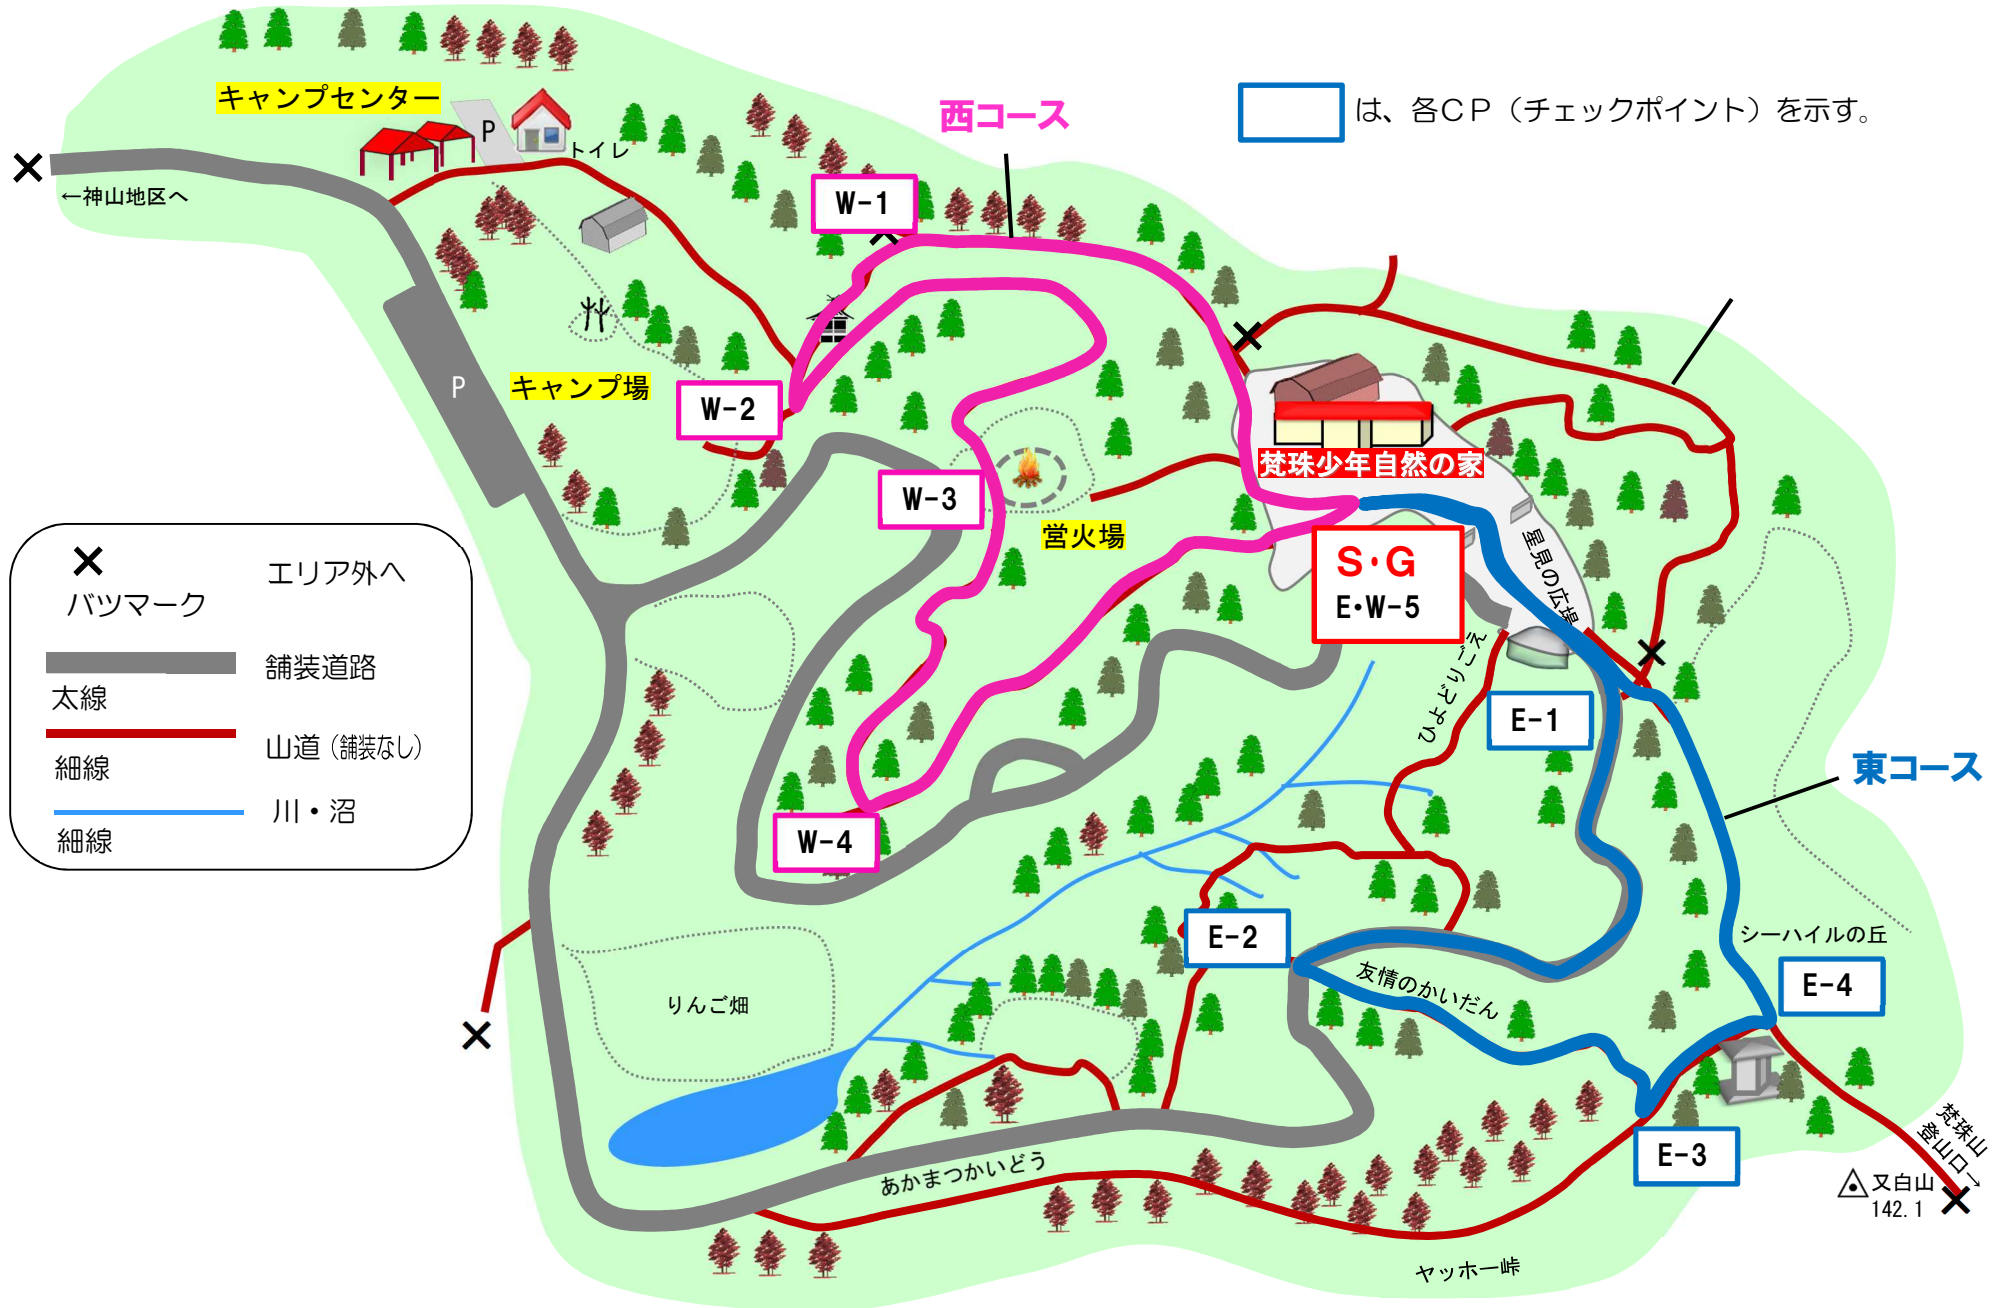 キャンプセンター
P
トイレ
←神山地区へ
西コース
は、各CP（チェックポイント）を示す。
W-1
P
キャンプ場
W-2
梵珠少年自然の家
W-3
営火場
S・G
E・W-5
星見の広場
ひよどりごえ
E-1
バツマーク
エリア外へ
舗装道路
太線
山道（舗装なし）
細線
川・沼
細線
東コース
W-4
E-2
シーハイルの丘
E-4
友情のかいだん
りんご畑
E-3
あかまつかいどう
梵珠山
登山口→
又白山
142.1
ヤッホー峠